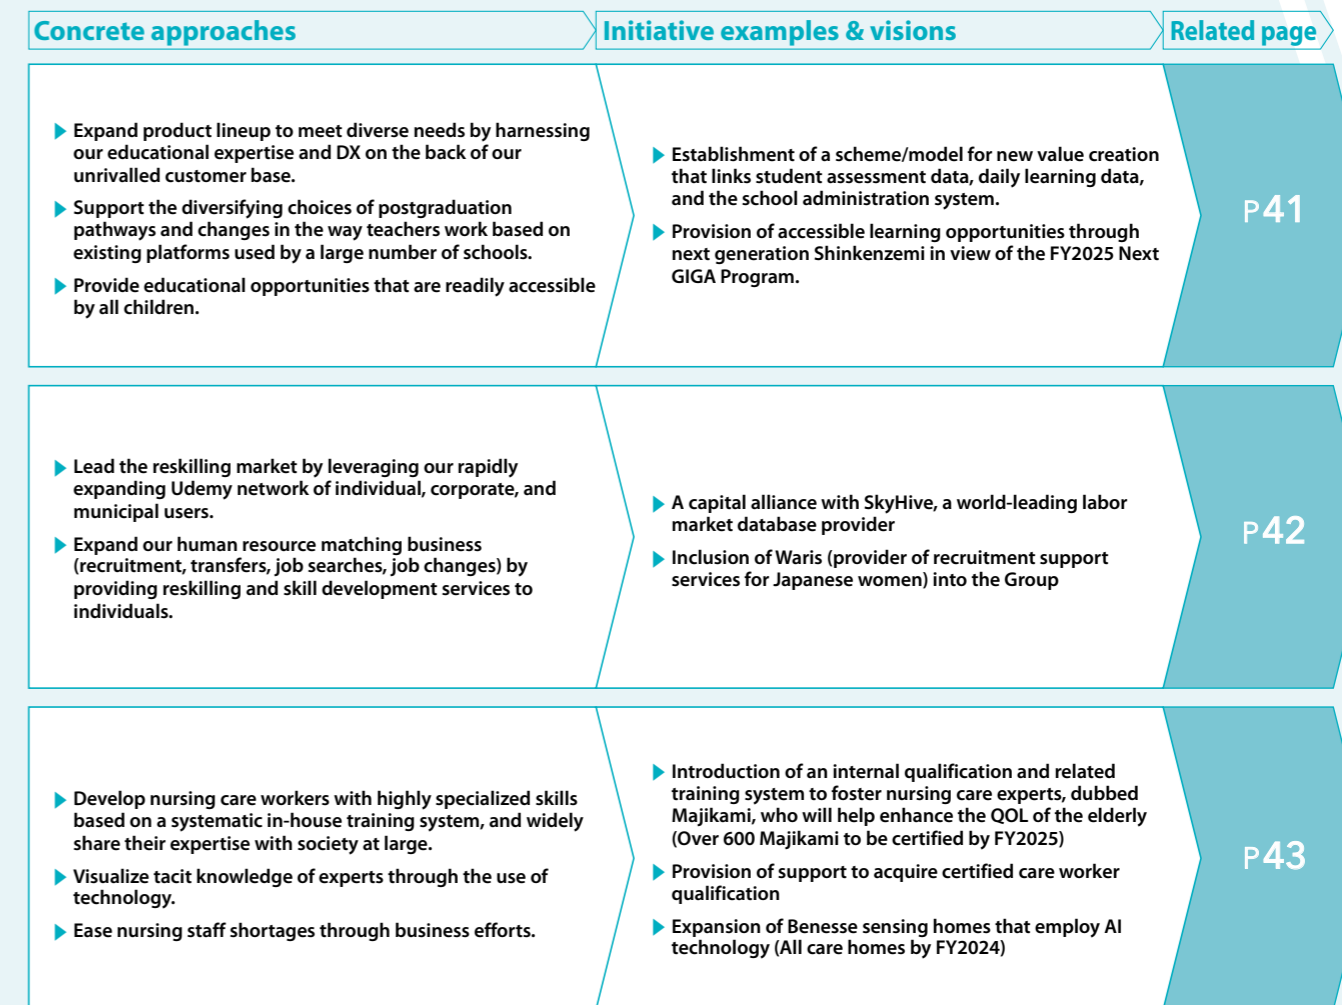 Concrete approaches
Initiative examples & visions
Related page
Expand product lineup to meet diverse needs by harnessing
our educational expertise and DX on the back of our
unrivalled customer base.
Support the diversifying choices of postgraduation
pathways and changes in the way teachers work based on
existing platforms used by a large number of schools.
Provide educational opportunities that are readily accessible
by all children.
Establishment of a scheme/model for new value creation
that links student assessment data, daily learning data,
and the school administration system.
Provision of accessible learning opportunities through
next generation Shinkenzemi in view of the FY2025 Next
GIGA Program.
P41
Lead the reskilling market by leveraging our rapidly
expanding Udemy network of individual, corporate, and
municipal users.
Expand our human resource matching business
(recruitment, transfers, job searches, job changes) by
providing reskilling and skill development services to
individuals.
A capital alliance with SkyHive, a world-leading labor
market database provider
Inclusion of Waris (provider of recruitment support
services for Japanese women) into the Group
P42
Develop nursing care workers with highly specialized skills
based on a systematic in-house training system, and widely
share their expertise with society at large.
Visualize tacit knowledge of experts through the use of
technology.
Ease nursing staff shortages through business efforts.
Introduction of an internal qualification and related
training system to foster nursing care experts, dubbed
Majikami, who will help enhance the QOL of the elderly
(Over 600 Majikami to be certified by FY2025)
Provision of support to acquire certified care worker
qualification
Expansion of Benesse sensing homes that employ AI
technology (All care homes by FY2024)
P43